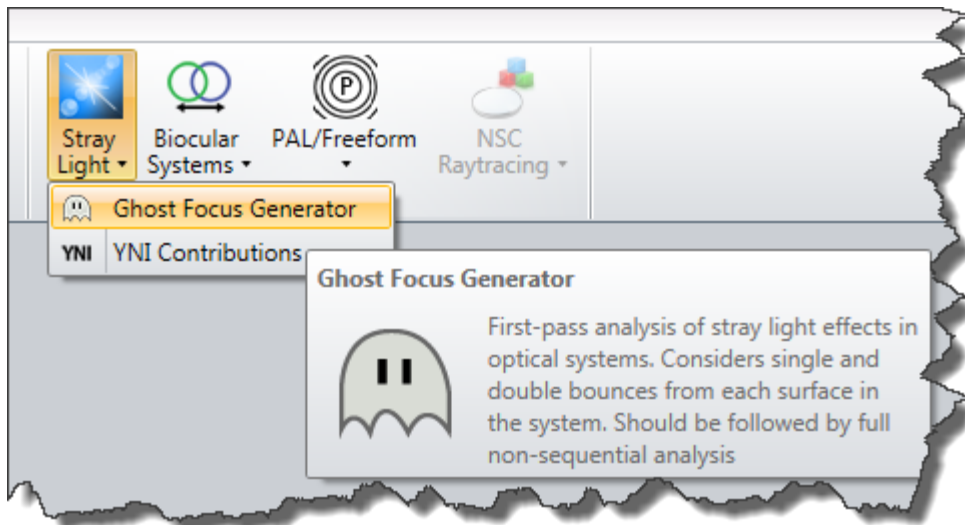 Stray
Light
Biocular
Systems
PAL/Freeform
NSC
Raytracing
P
Ghost Focus Generator
YNI YNI Contributions
Ghost Focus Generator
First-pass analysis of stray light effects in
optical systems. Considers single and
double bounces from each surface in
the system. Should be followed by full
non-sequential analysis